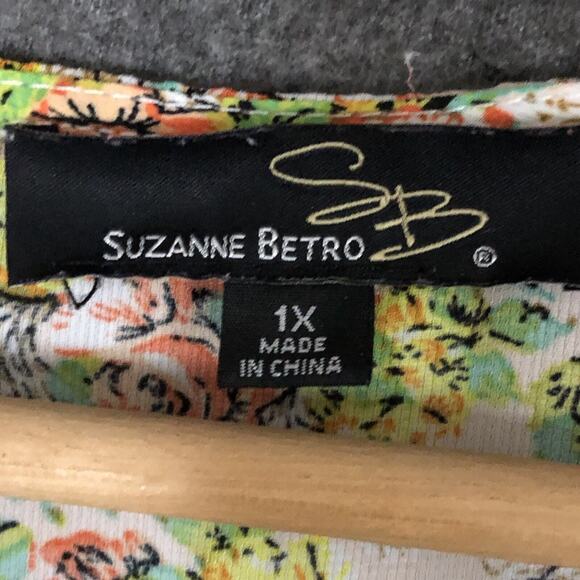 SB
SUZANNE BETRO ®
1X
MADE
IN CHINA